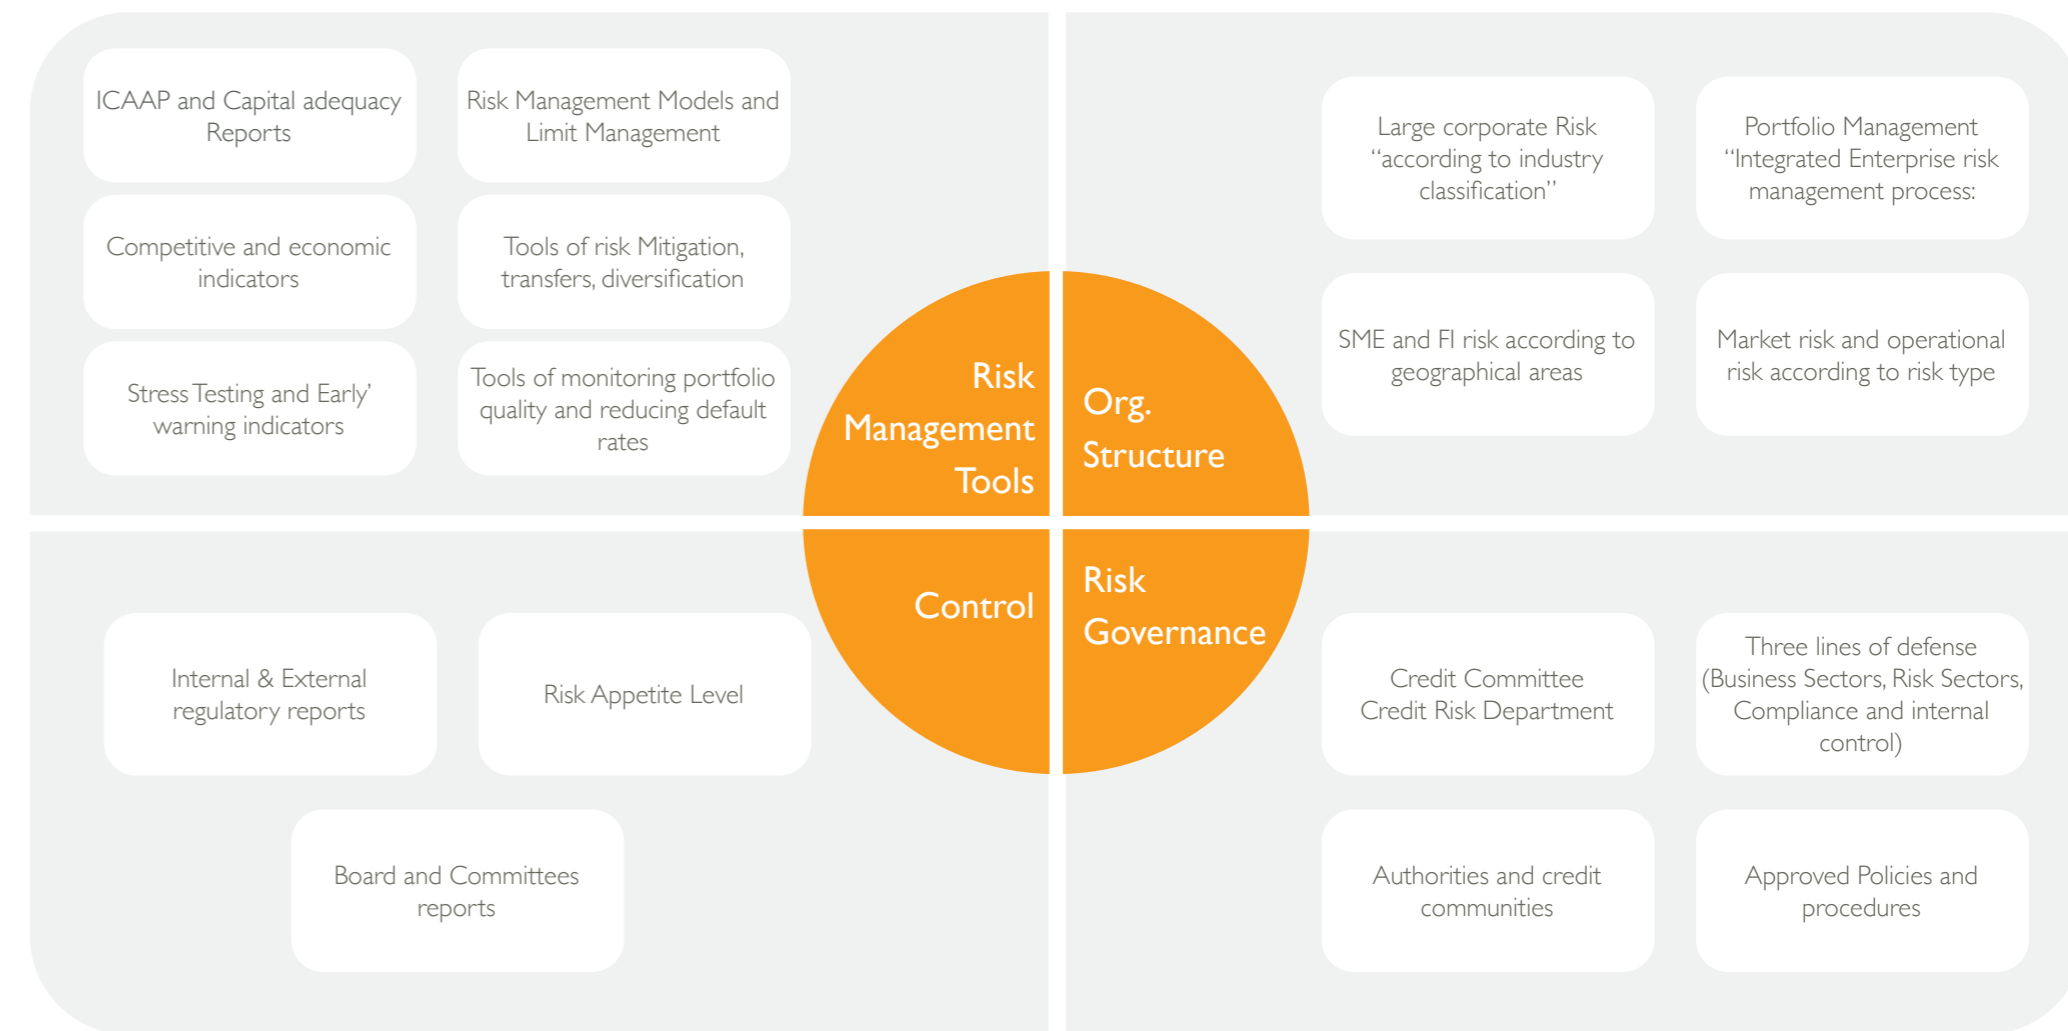 ICAAP and Capital adequacy
Reports
Risk Management Models and
Limit Management
Competitive and economic
indicators
Tools of risk Mitigation,
transfers, diversification
Stress Testing and Early’
warning indicators
Tools of monitoring portfolio
quality and reducing default
rates
Risk
Management
Tools
Org.
Structure
Large corporate Risk
“according to industry
classification”
Portfolio Management
“Integrated Enterprise risk
management process:
SME and FI risk according to
geographical areas
Market risk and operational
risk according to risk type
Control
Internal & External
regulatory reports
Risk Appetite Level
Board and Committees
reports
Risk
Governance
Credit Committee
Credit Risk Department
Three lines of defense
(Business Sectors, Risk Sectors,
Compliance and internal
control)
Authorities and credit
communities
Approved Policies and
procedures